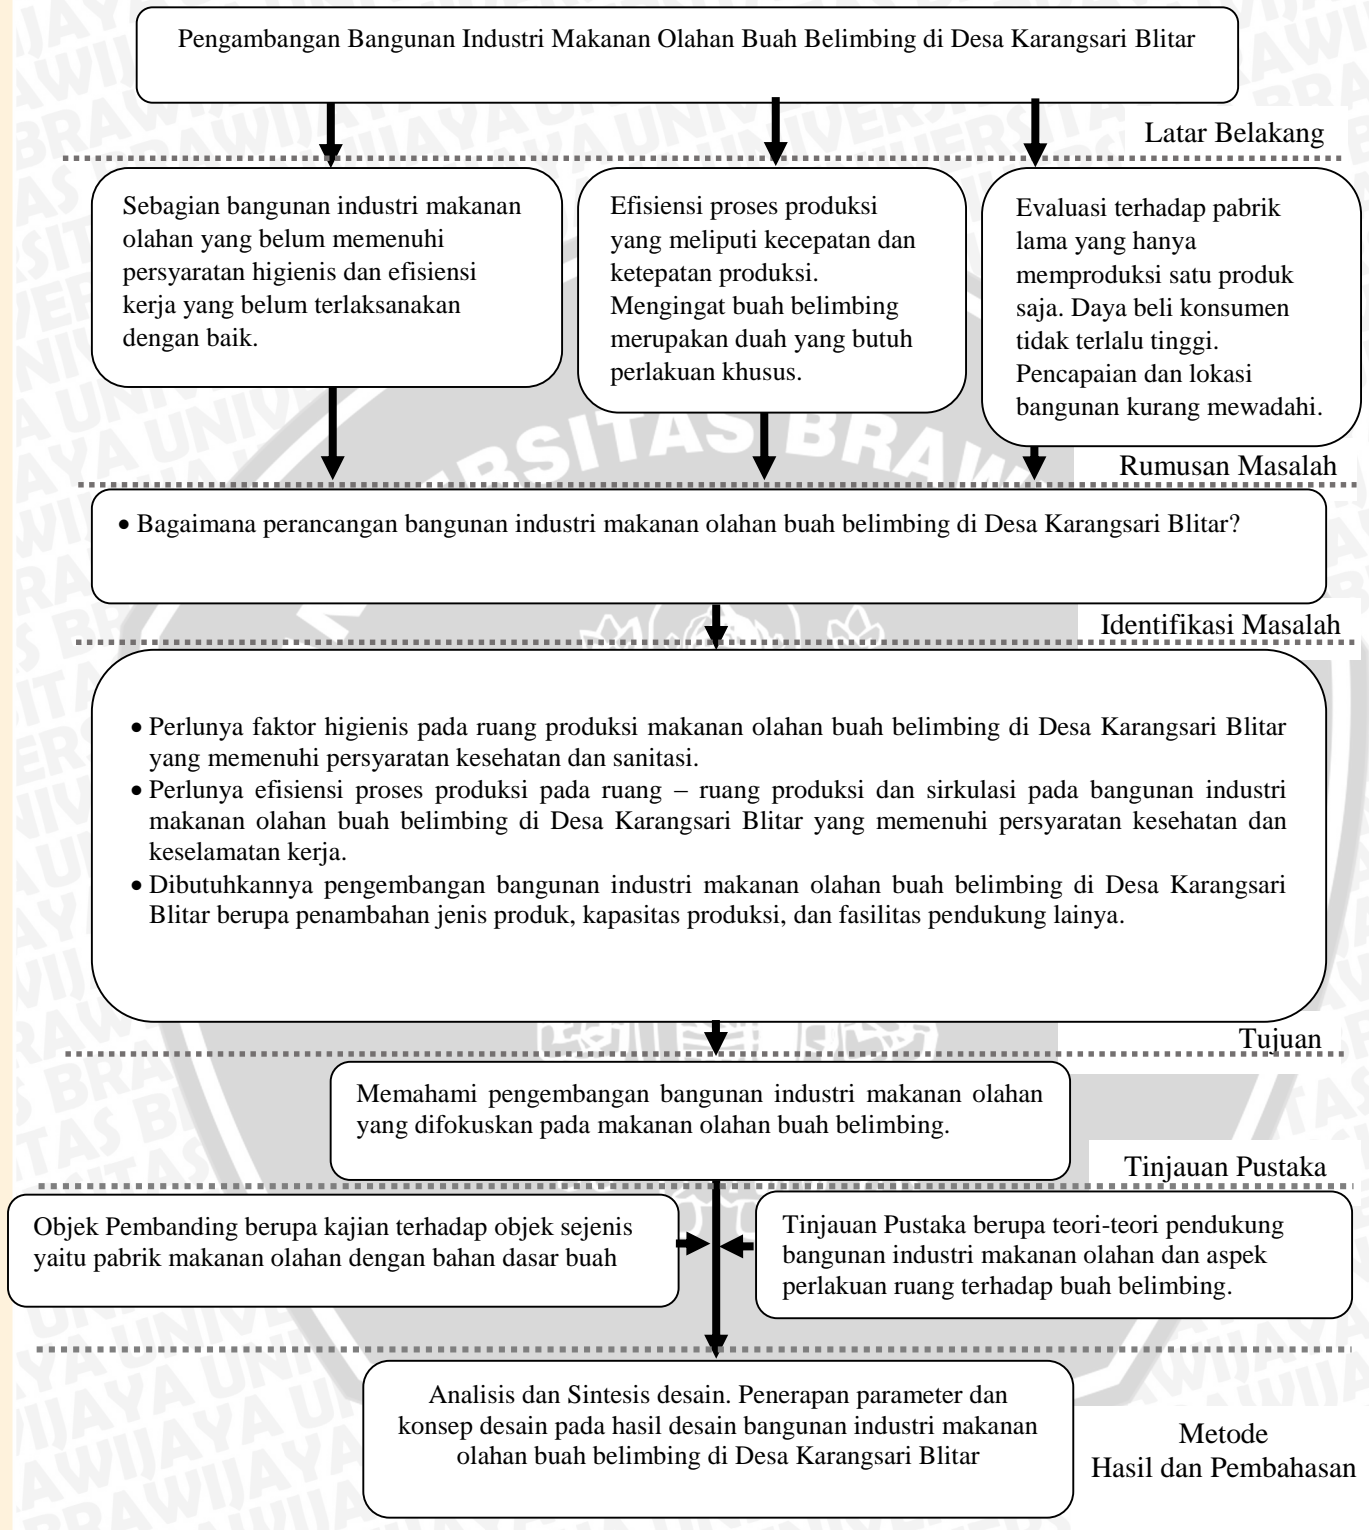 Pengambangan Bangunan Industri Makanan Olahan Buah Belimbing di Desa Karangsari Blitar
Latar Belakang
Sebagian bangunan industri makanan
olahan yang belum memenuhi
persyaratan higienis dan efisiensi
kerja yang belum terlaksanakan
dengan baik.
Efisiensi proses produksi
yang meliputi kecepatan dan
ketepatan produksi.
Mengingat buah belimbing
merupakan duah yang butuh
perlakuan khusus.
Evaluasi terhadap pabrik
lama yang hanya
memproduksi satu produk
saja. Daya beli konsumen
tidak terlalu tinggi.
Pencapaian dan lokasi
bangunan kurang mewadahi.
Rumusan Masalah
• Bagaimana perancangan bangunan industri makanan olahan buah belimbing di Desa Karangsari Blitar?
Identifikasi Masalah
• Perlunya faktor higienis pada ruang produksi makanan olahan buah belimbing di Desa Karangsari Blitar
yang memenuhi persyaratan kesehatan dan sanitasi.
• Perlunya efisiensi proses produksi pada ruang – ruang produksi dan sirkulasi pada bangunan industri
makanan olahan buah belimbing di Desa Karangsari Blitar yang memenuhi persyaratan kesehatan dan
keselamatan kerja.
• Dibutuhkannya pengembangan bangunan industri makanan olahan buah belimbing di Desa Karangsari
Blitar berupa penambahan jenis produk, kapasitas produksi, dan fasilitas pendukung lainya.
Tujuan
Memahami pengembangan bangunan industri makanan olahan
yang difokuskan pada makanan olahan buah belimbing.
Tinjauan Pustaka
Objek Pembanding berupa kajian terhadap objek sejenis
yaitu pabrik makanan olahan dengan bahan dasar buah
Tinjauan Pustaka berupa teori-teori pendukung
bangunan industri makanan olahan dan aspek
perlakuan ruang terhadap buah belimbing.
Analisis dan Sintesis desain. Penerapan parameter dan
konsep desain pada hasil desain bangunan industri makanan
olahan buah belimbing di Desa Karangsari Blitar
Metode
Hasil dan Pembahasan